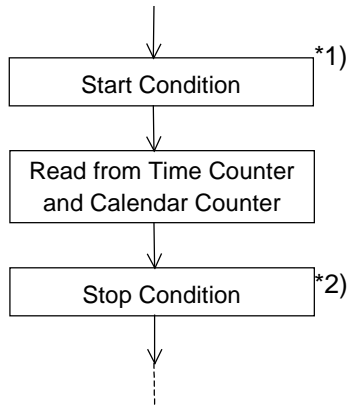 *1)
Start Condition
Read from Time Counter
and Calendar Counter
*2)
Stop Condition